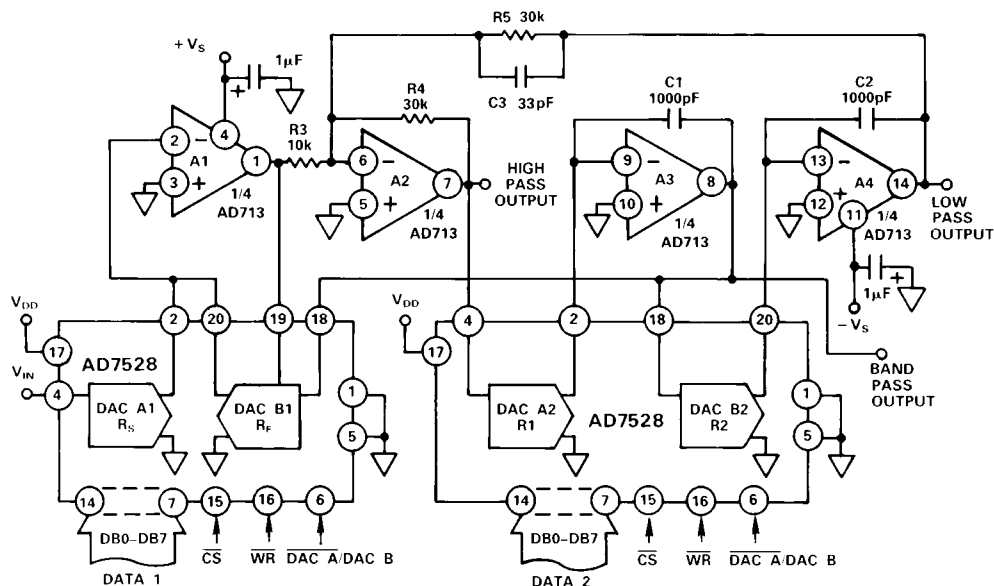 R5 30k
C3 33pF
+VS
1μF
+
R4
30k
C1
1000pF
C2
1000pF
R3
10k
2
−
4
A1
1
3
+
1/4
AD713
6
−
A2
7
5
+
1/4
AD713
HIGH
PASS
OUTPUT
9
−
A3
8
10
+
1/4
AD713
13
−
A4
14
12
+
11
1/4
AD713
LOW
PASS
OUTPUT
1μF
+
−VS
VDD
17
VIN
4
2
20
19
18
AD7528
DAC A1
RS
DAC B1
RF
1
5
14
7
15
16
6
DB0–DB7
CS
WR
DAC A/DAC B
DATA 1
VDD
17
4
2
18
20
BAND
PASS
OUTPUT
DAC A2
R1
AD7528
DAC B2
R2
1
5
14
7
15
16
6
DB0–DB7
CS
WR
DAC A/DAC B
DATA 2